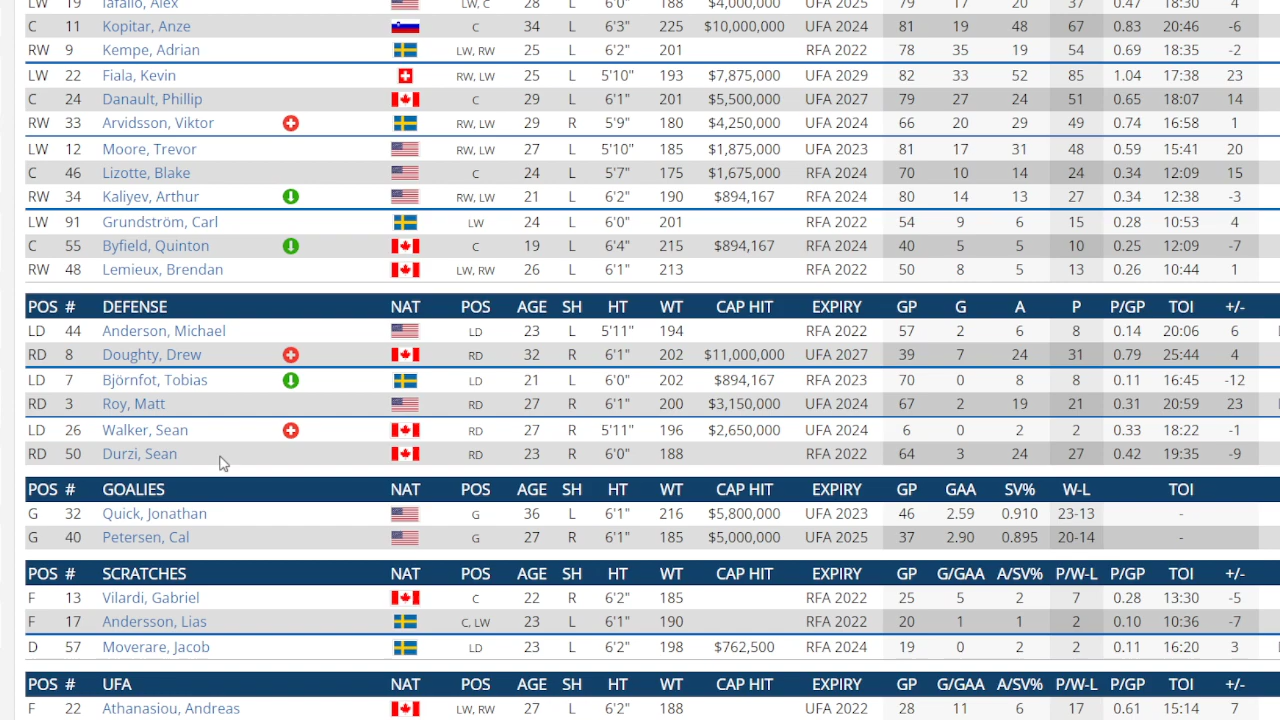 LW 19 Iafallo, Alex LW, C 28 L 6'0" 188 $4,000,000 UFA 2025 79 17 20 37 0.47 18:30 4
C 11 Kopitar, Anze C 34 L 6'3" 225 $10,000,000 UFA 2024 81 19 48 67 0.83 20:46 -6
RW 9 Kempe, Adrian LW, RW 25 L 6'2" 201 RFA 2022 78 35 19 54 0.69 18:35 -2
LW 22 Fiala, Kevin RW, LW 25 L 5'10" 193 $7,875,000 UFA 2029 82 33 52 85 1.04 17:38 23
C 24 Danault, Phillip C 29 L 6'1" 201 $5,500,000 UFA 2027 79 27 24 51 0.65 18:07 14
RW 33 Arvidsson, Viktor RW, LW 29 R 5'9" 180 $4,250,000 UFA 2024 66 20 29 49 0.74 16:58 1
LW 12 Moore, Trevor RW, LW 27 L 5'10" 185 $1,875,000 UFA 2023 81 17 31 48 0.59 15:41 20
C 46 Lizotte, Blake C 24 L 5'7" 175 $1,675,000 RFA 2024 70 10 14 24 0.34 12:09 15
RW 34 Kaliyev, Arthur RW, LW 21 L 6'2" 190 $894,167 RFA 2024 80 14 13 27 0.34 12:38 -3
LW 91 Grundström, Carl LW 24 L 6'0" 201 RFA 2022 54 9 6 15 0.28 10:53 4
C 55 Byfield, Quinton C 19 L 6'4" 215 $894,167 RFA 2024 40 5 5 10 0.25 12:09 -7
RW 48 Lemieux, Brendan LW, RW 26 L 6'1" 213 RFA 2022 50 8 5 13 0.26 10:44 1
POS # DEFENSE NAT POS AGE SH HT WT CAP HIT EXPIRY GP G A P P/GP TOI +/-
LD 44 Anderson, Michael LD 23 L 5'11" 194 RFA 2022 57 2 6 8 0.14 20:06 6
RD 8 Doughty, Drew RD 32 R 6'1" 202 $11,000,000 UFA 2027 39 7 24 31 0.79 25:44 4
LD 7 Björnfot, Tobias LD 21 L 6'0" 202 $894,167 RFA 2023 70 0 8 8 0.11 16:45 -12
RD 3 Roy, Matt RD 27 R 6'1" 200 $3,150,000 UFA 2024 67 2 19 21 0.31 20:59 23
LD 26 Walker, Sean RD 27 R 5'11" 196 $2,650,000 UFA 2024 6 0 2 2 0.33 18:22 -1
RD 50 Durzi, Sean RD 23 R 6'0" 188 RFA 2022 64 3 24 27 0.42 19:35 -9
POS # GOALIES NAT POS AGE SH HT WT CAP HIT EXPIRY GP GAA SV% W-L TOI
G 32 Quick, Jonathan G 36 L 6'1" 216 $5,800,000 UFA 2023 46 2.59 0.910 23-13 -
G 40 Petersen, Cal G 27 R 6'1" 185 $5,000,000 UFA 2025 37 2.90 0.895 20-14 -
POS # SCRATCHES NAT POS AGE SH HT WT CAP HIT EXPIRY GP G/GAA A/SV% P/W-L P/GP TOI +/-
F 13 Vilardi, Gabriel C 22 R 6'2" 185 RFA 2022 25 5 2 7 0.28 13:30 -5
F 17 Andersson, Lias C, LW 23 L 6'1" 190 RFA 2022 20 1 1 2 0.10 10:36 -7
D 57 Moverare, Jacob LD 23 L 6'2" 198 $762,500 RFA 2024 19 0 2 2 0.11 16:20 3
POS # UFA NAT POS AGE SH HT WT CAP HIT EXPIRY GP G/GAA A/SV% P/W-L P/GP TOI +/-
F 22 Athanasiou, Andreas LW, RW 27 L 6'2" 188 UFA 2022 28 11 6 17 0.61 15:14 7